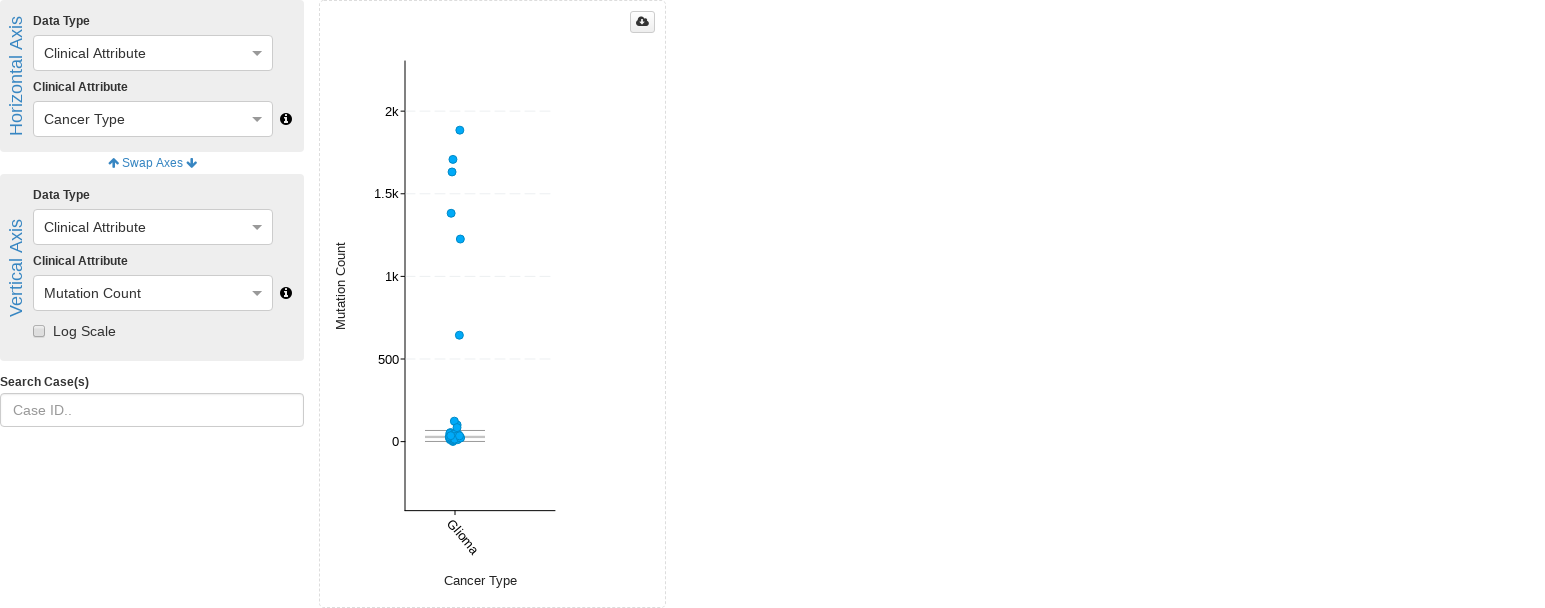 Horizontal Axis
Data Type
Clinical Attribute
Clinical Attribute
Cancer Type
Swap Axes
Vertical Axis
Data Type
Clinical Attribute
Clinical Attribute
Mutation Count
Log Scale
Search Case(s)
Case ID..
Mutation Count
2k
1.5k
1k
500
0
Glioma
Cancer Type